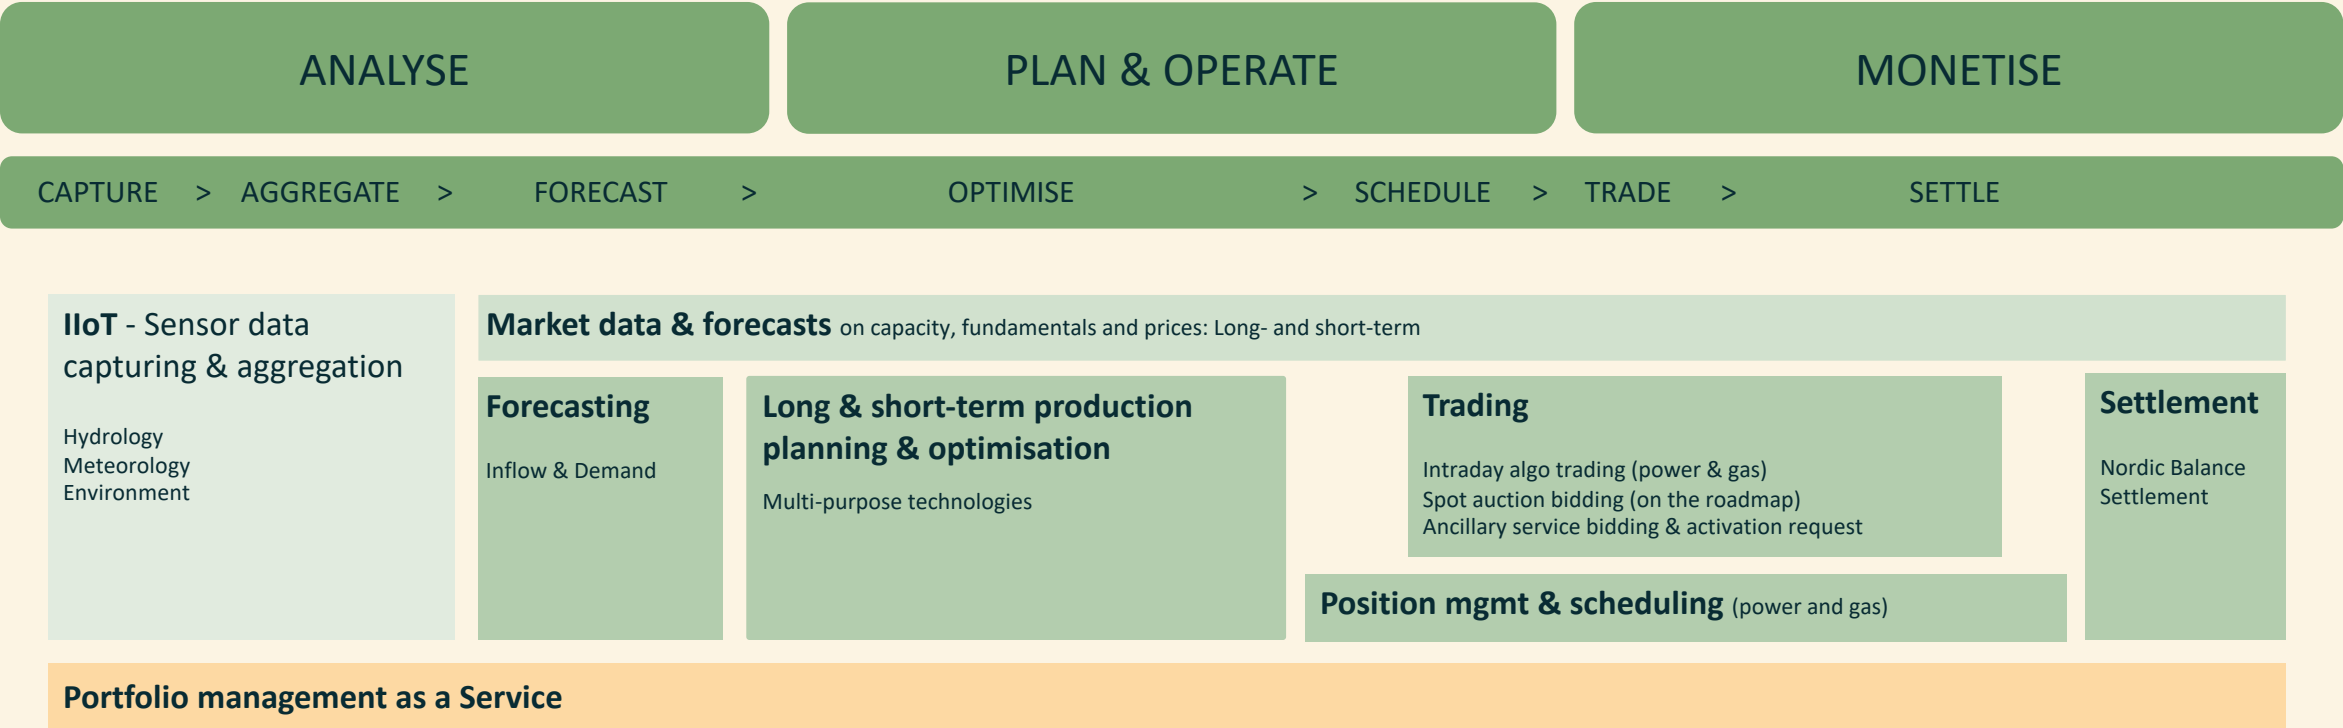 ANALYSE
PLAN & OPERATE
MONETISE
CAPTURE > AGGREGATE > FORECAST > OPTIMISE > SCHEDULE > TRADE > SETTLE
IIoT - Sensor data
capturing & aggregation
Hydrology
Meteorology
Environment
Market data & forecasts on capacity, fundamentals and prices: Long- and short-term
Forecasting
Inflow & Demand
Long & short-term production
planning & optimisation
Multi-purpose technologies
Trading
Intraday algo trading (power & gas)
Spot auction bidding (on the roadmap)
Ancillary service bidding & activation request
Position mgmt & scheduling (power and gas)
Settlement
Nordic Balance
Settlement
Portfolio management as a Service